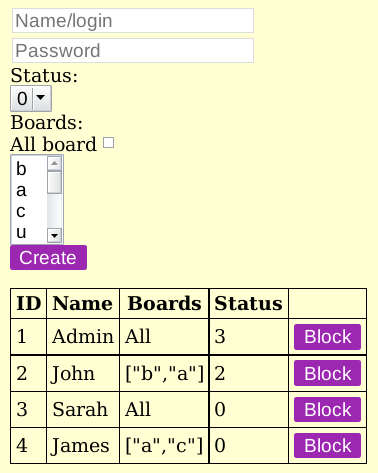 Name/login
Password
Status:
0
Boards:
All board
b
a
c
u
Create
ID Name Boards Status
1 Admin All 3 Block
2 John ["b","a"] 2 Block
3 Sarah All 0 Block
4 James ["a","c"] 0 Block